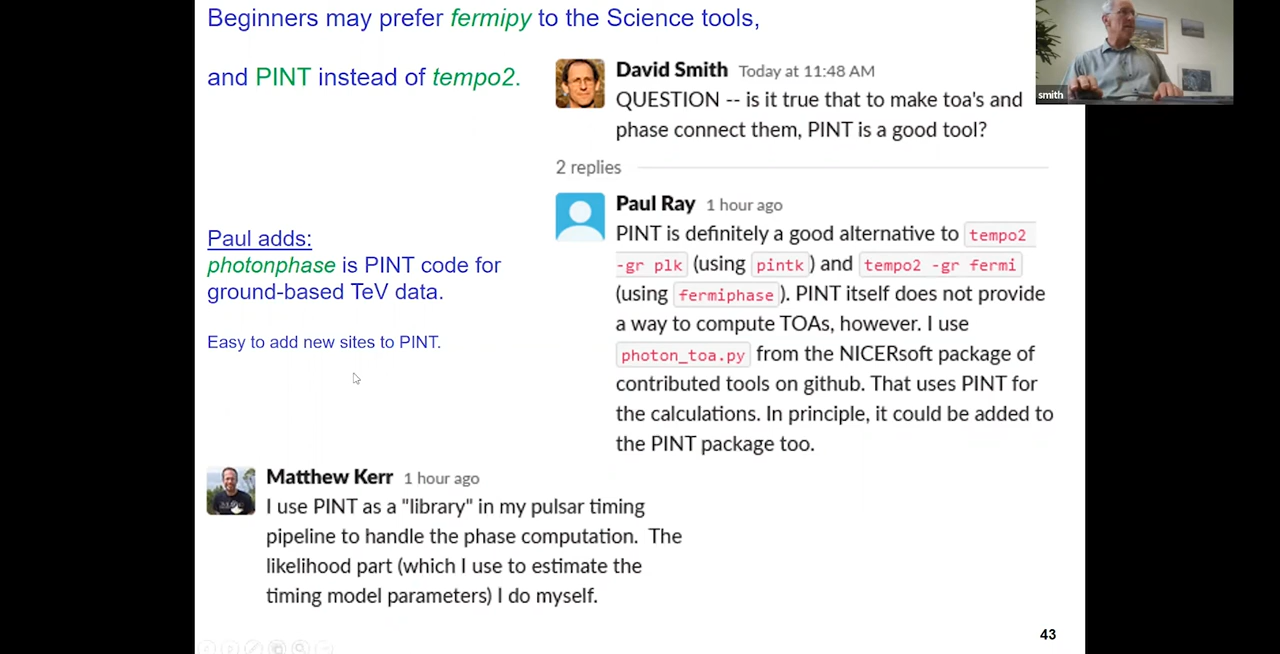 Beginners may prefer fermipy to the Science tools,
and PINT instead of tempo2.
smith
David Smith Today at 11:48 AM
QUESTION -- is it true that to make toa's and
phase connect them, PINT is a good tool?
2 replies
Paul Ray 1 hour ago
PINT is definitely a good alternative to tempo2
-gr plk (using pintk) and tempo2 -gr fermi
(using fermiphase). PINT itself does not provide
a way to compute TOAs, however. I use
photon_toa.py from the NICERsoft package of
contributed tools on github. That uses PINT for
the calculations. In principle, it could be added to
the PINT package too.
Paul adds:
photonphase is PINT code for
ground-based TeV data.
Easy to add new sites to PINT.
Matthew Kerr 1 hour ago
I use PINT as a "library" in my pulsar timing
pipeline to handle the phase computation. The
likelihood part (which I use to estimate the
timing model parameters) I do myself.
43